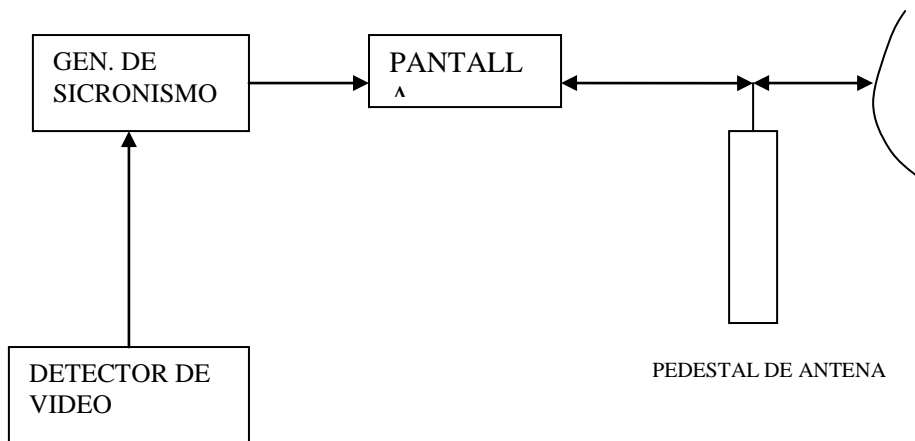 GEN. DE
SICRONISMO
PANTALL
A
DETECTOR DE
VIDEO
PEDESTAL DE ANTENA